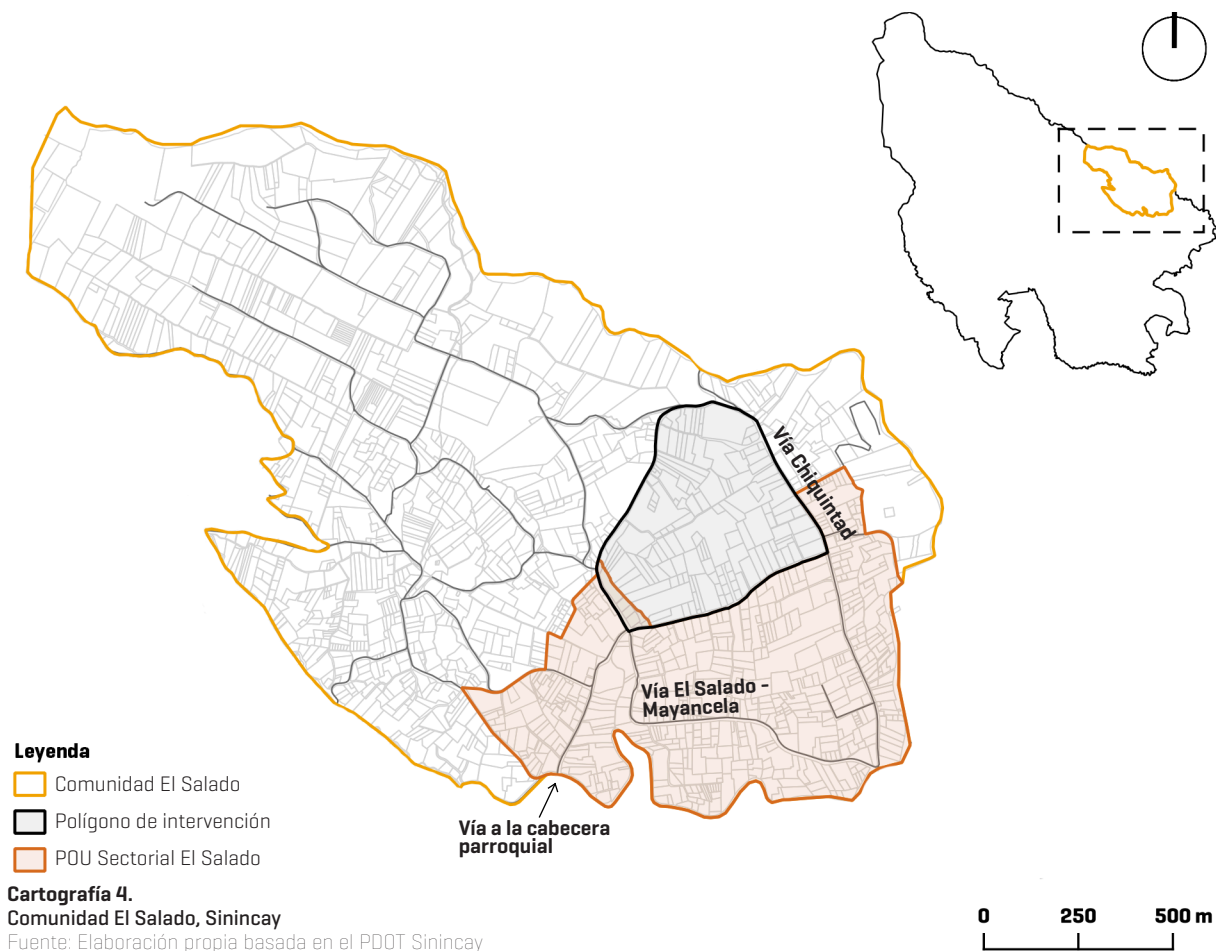 Vía Chiquintad
Vía El Salado -
Mayancela
Vía a la cabecera
parroquial
Leyenda
Comunidad El Salado
Polígono de intervención
POU Sectorial El Salado
Cartografía 4.
Comunidad El Salado, Sinincay
Fuente: Elaboración propia basada en el PDOT Sinincay
0 250 500 m